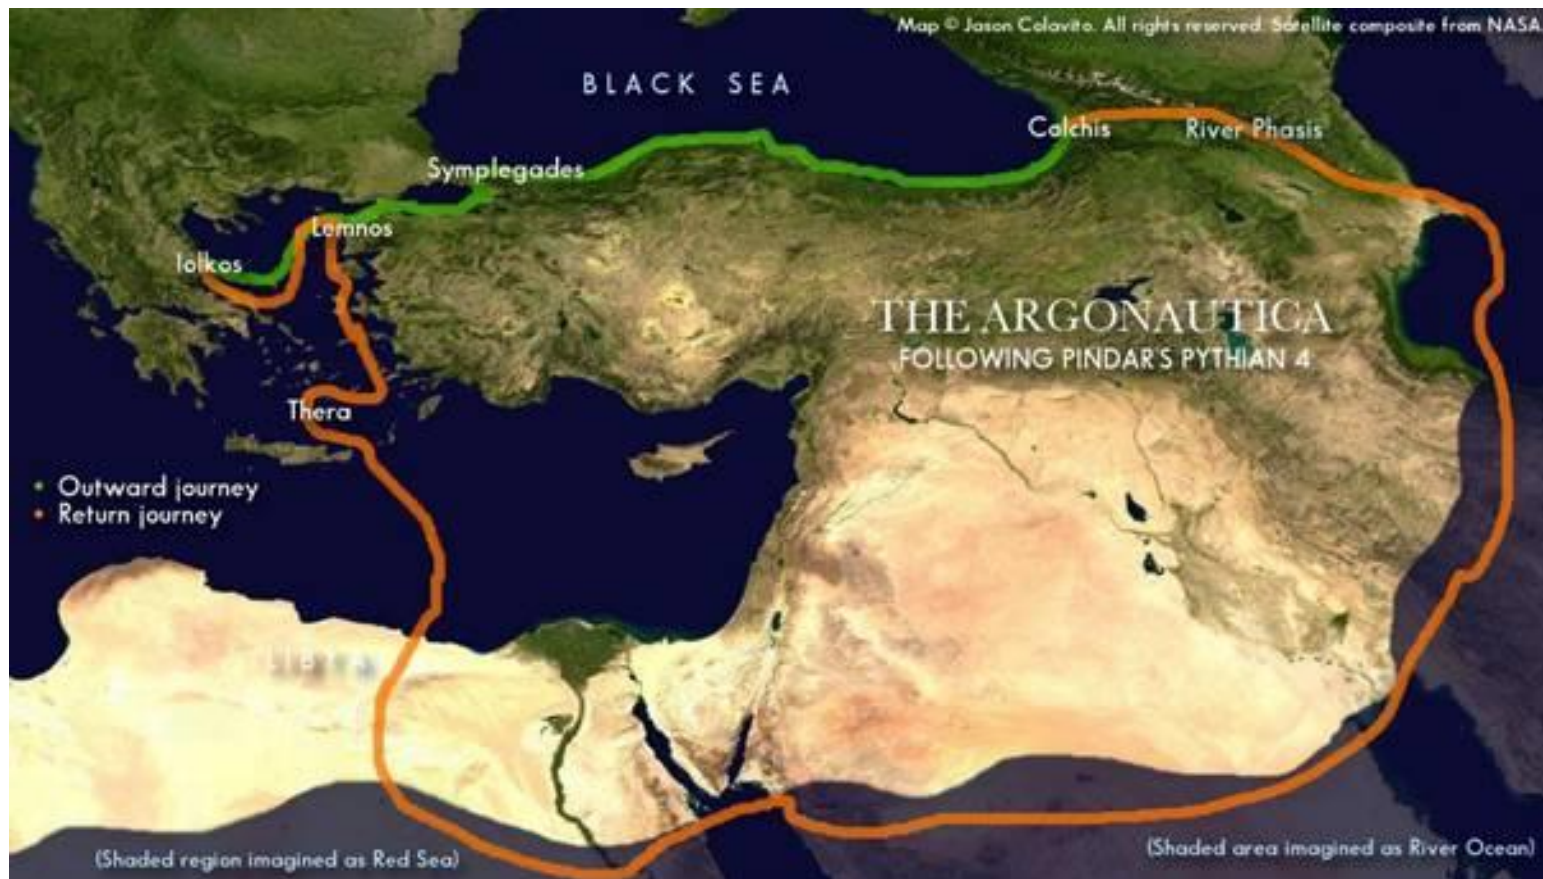 Map © Jason Colavito. All rights reserved. Satellite composite from NASA.
BLACK SEA
Colchis
River Phasis
Symplegades
Lemnos
Iolkos
THE ARGONAUTICA
FOLLOWING PINDAR'S PYTHIAN 4
Thera
• Outward journey
• Return journey
LIBYA
(Shaded region imagined as Red Sea)
(Shaded area imagined as River Ocean)